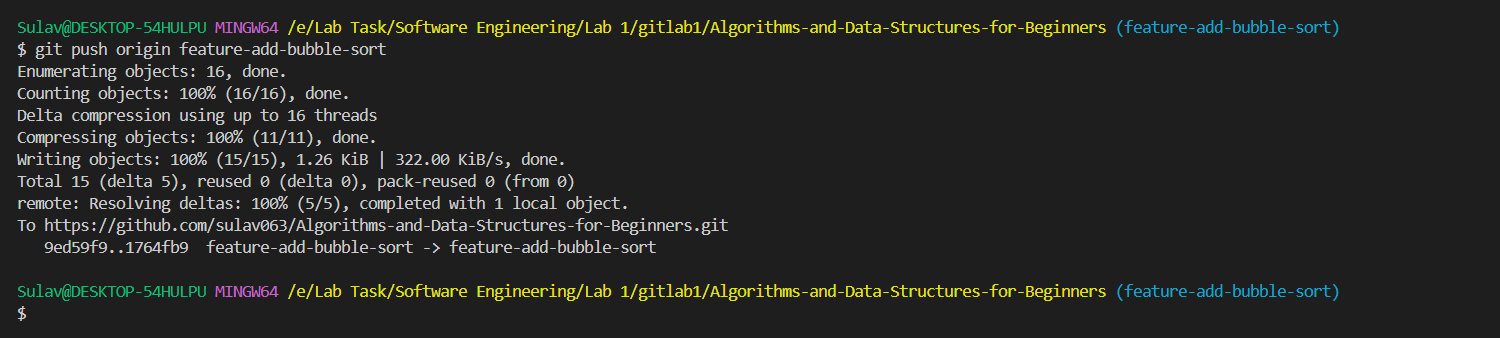 Sulav@DESKTOP-54HULPU MINGW64 /e/Lab Task/Software Engineering/Lab 1/gitlab1/Algorithms-and-Data-Structures-for-Beginners (feature-add-bubble-sort)
$ git push origin feature-add-bubble-sort
Enumerating objects: 16, done.
Counting objects: 100% (16/16), done.
Delta compression using up to 16 threads
Compressing objects: 100% (11/11), done.
Writing objects: 100% (15/15), 1.26 KiB | 322.00 KiB/s, done.
Total 15 (delta 5), reused 0 (delta 0), pack-reused 0 (from 0)
remote: Resolving deltas: 100% (5/5), completed with 1 local object.
To https://github.com/sulav063/Algorithms-and-Data-Structures-for-Beginners.git
   9ed59f9..1764fb9  feature-add-bubble-sort -> feature-add-bubble-sort
Sulav@DESKTOP-54HULPU MINGW64 /e/Lab Task/Software Engineering/Lab 1/gitlab1/Algorithms-and-Data-Structures-for-Beginners (feature-add-bubble-sort)
$